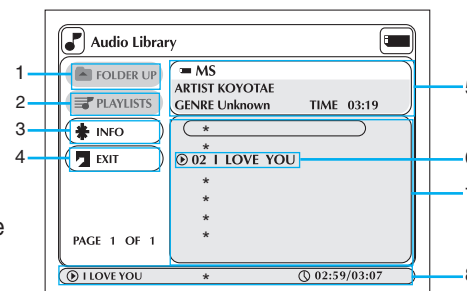 Audio Library
1 FOLDER UP
2 PLAYLISTS
3 INFO
4 EXIT
PAGE 1 OF 1
MS
ARTIST KOYOTAE
GENRE Unknown TIME 03:19
*
*
02 I LOVE YOU
*
*
*
*
I LOVE YOU * 02:59/03:07
e